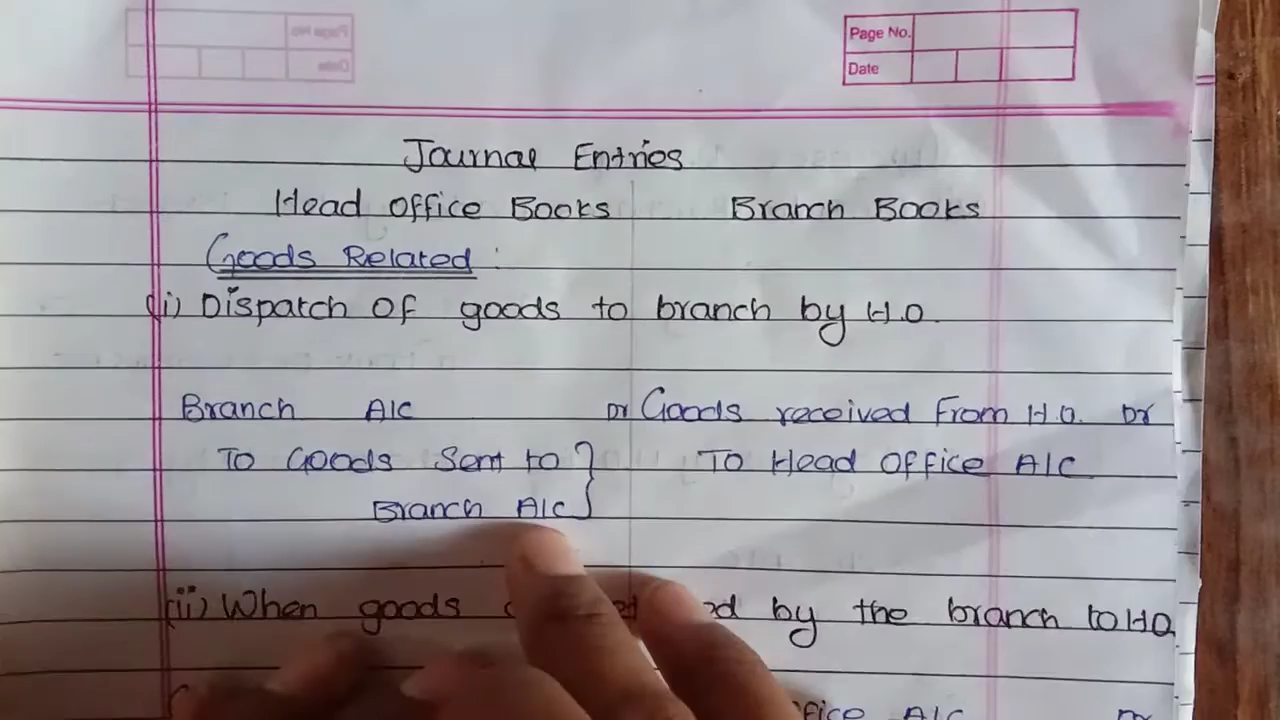 Page No.
Date
Journal Entries
Head Office Books Branch Books
Goods Related :
(i) Dispatch of goods to branch by H.O.
Branch A/C Dr Goods received From H.O. Dr
To Goods Sent to } To Head Office A/C
Branch A/C
(ii) When goods by the branch to HO
A/C Dr